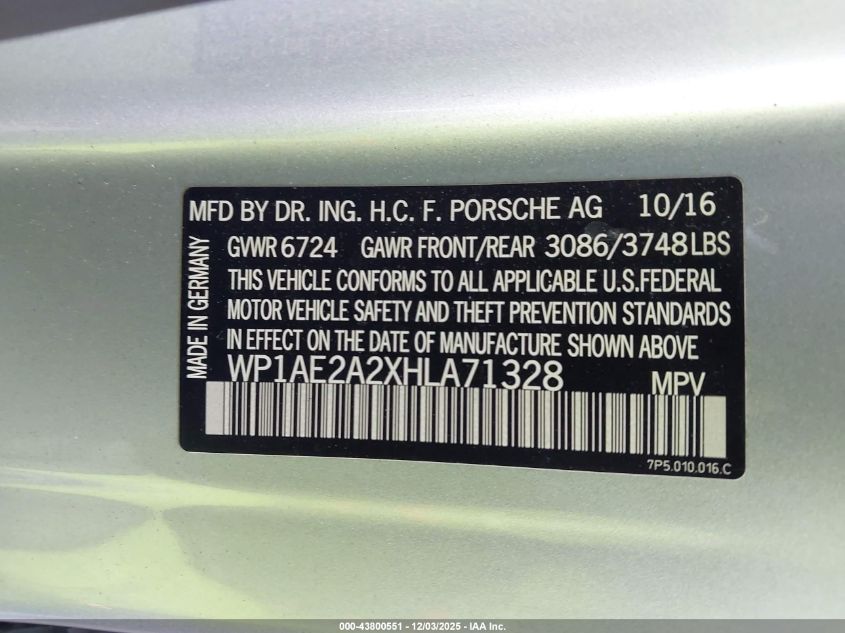 MFD BY DR. ING. H.C. F. PORSCHE AG 10/16
GVWR 6724 GAWR FRONT/REAR 3086/3748LBS
THIS VEHICLE CONFORMS TO ALL APPLICABLE U.S.FEDERAL
MOTOR VEHICLE SAFETY AND THEFT PREVENTION STANDARDS
IN EFFECT ON THE DATE OF MANUFACTURE SHOWN ABOVE
WP1AE2A2XHLA71328 MPV
7P5.010.016.C
MADE IN GERMANY
000-43800551 - 12/03/2025 - IAA Inc.